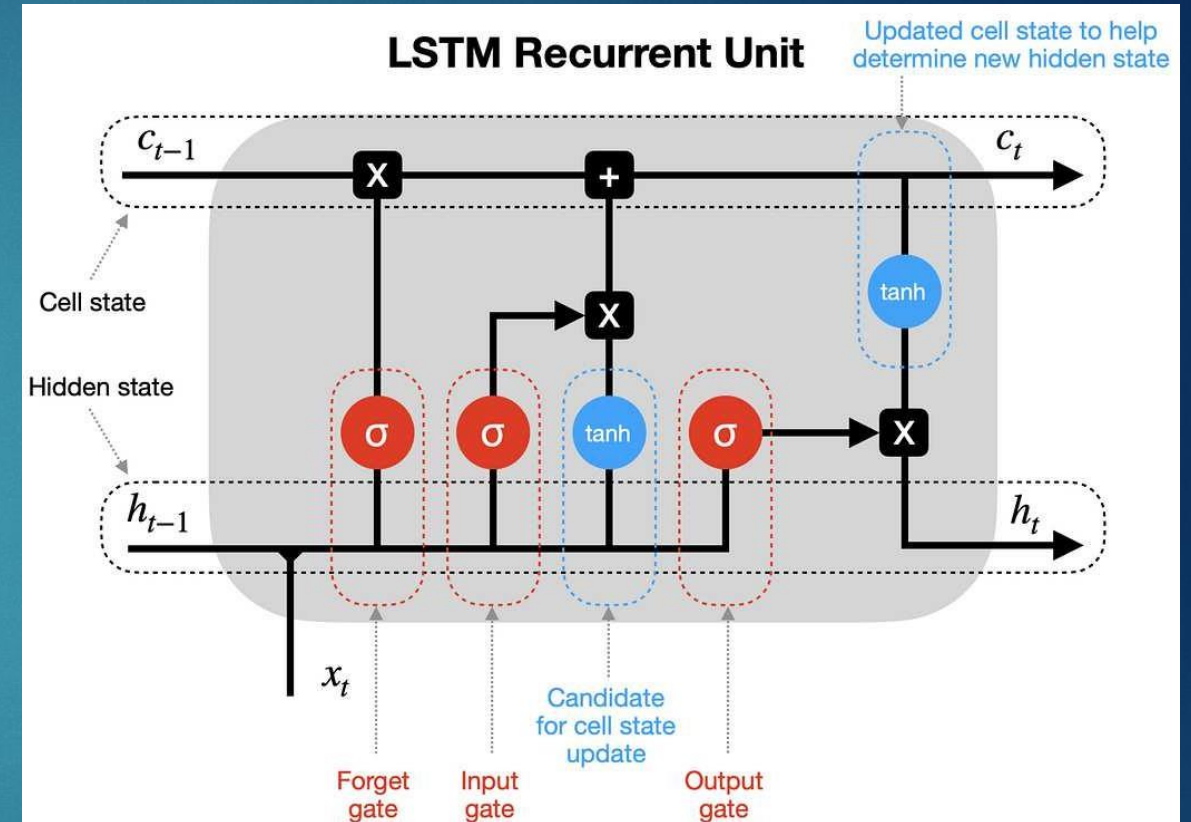 LSTM Recurrent Unit
Updated cell state to help
determine new hidden state
c_{t-1}
c_t
X
+
Cell state
tanh
X
Hidden state
σ
σ
tanh
σ
X
h_{t-1}
h_t
x_t
Candidate
for cell state
update
Forget
gate
Input
gate
Output
gate